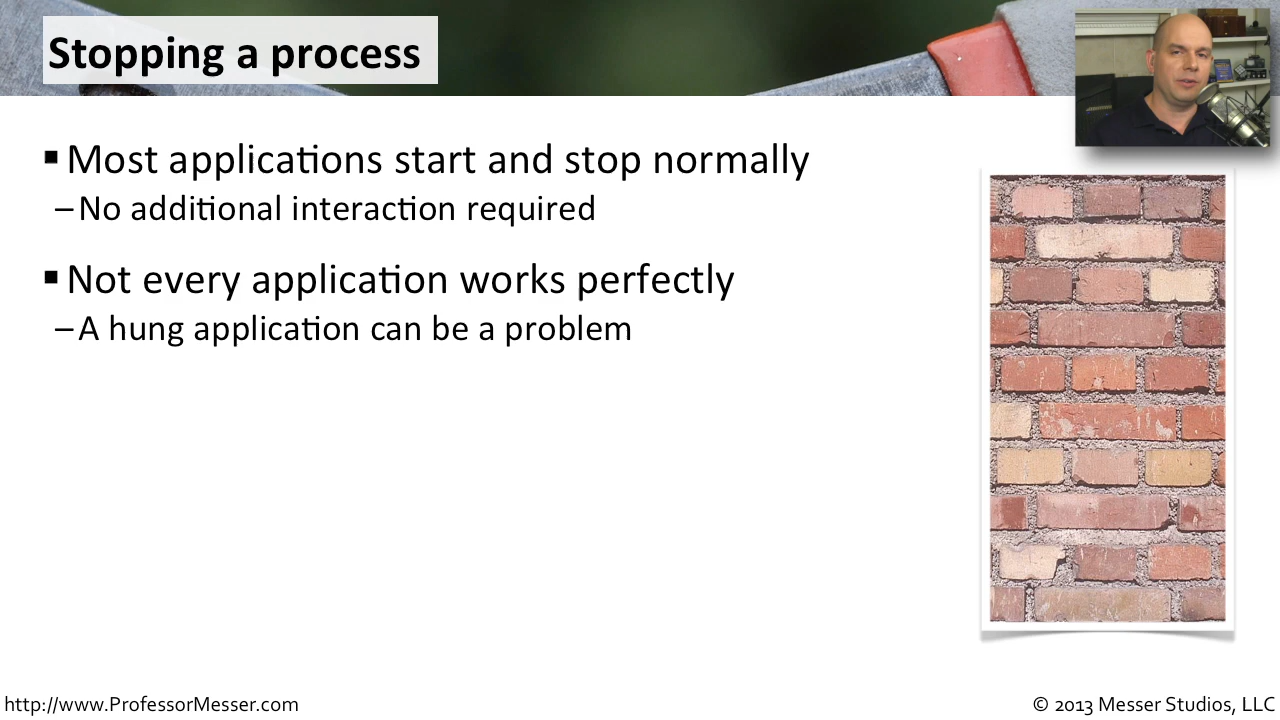 Stopping a process
▪ Most applications start and stop normally
– No additional interaction required
▪ Not every application works perfectly
– A hung application can be a problem
http://www.ProfessorMesser.com
© 2013 Messer Studios, LLC